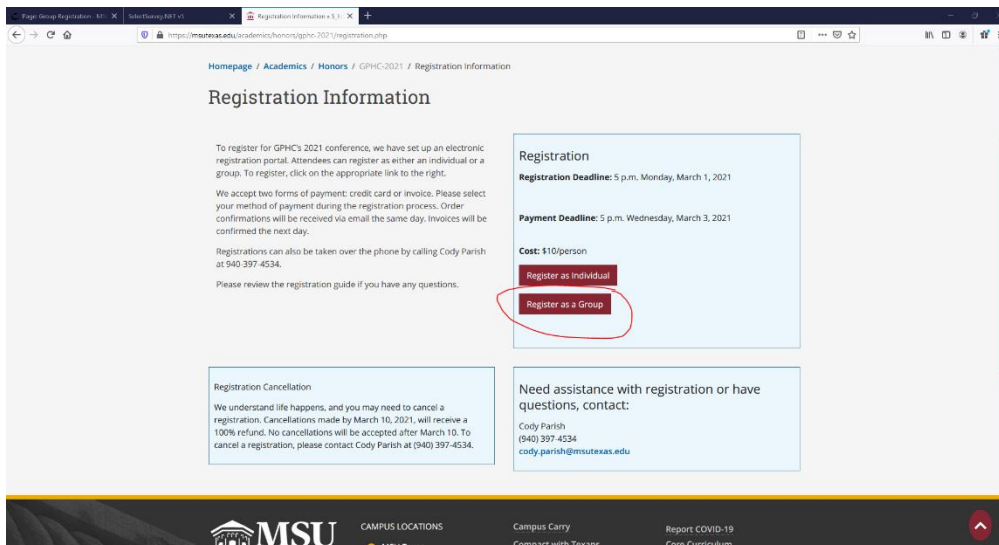 Page: Group Registration - MS
SelectSurvey.NET v5
Registration Information » S_H
https://msutexas.edu/academics/honors/gphc-2021/registration.php
Homepage / Academics / Honors / GPHC-2021 / Registration Information
Registration Information
To register for GPHC's 2021 conference, we have set up an electronic
registration portal. Attendees can register as either an individual or a
group. To register, click on the appropriate link to the right.
We accept two forms of payment: credit card or invoice. Please select
your method of payment during the registration process. Order
confirmations will be received via email the same day. Invoices will be
confirmed the next day.
Registrations can also be taken over the phone by calling Cody Parish
at 940-397-4534.
Please review the registration guide if you have any questions.
Registration
Registration Deadline: 5 p.m. Monday, March 1, 2021
Payment Deadline: 5 p.m. Wednesday, March 3, 2021
Cost: $10/person
Register as Individual
Register as a Group
Registration Cancellation
We understand life happens, and you may need to cancel a
registration. Cancellations made by March 10, 2021, will receive a
100% refund. No cancellations will be accepted after March 10. To
cancel a registration, please contact Cody Parish at (940) 397-4534.
Need assistance with registration or have
questions, contact:
Cody Parish
(940) 397-4534
cody.parish@msutexas.edu
MSU
CAMPUS LOCATIONS
Campus Carry
Compact with Texans
Report COVID-19
Core Curriculum